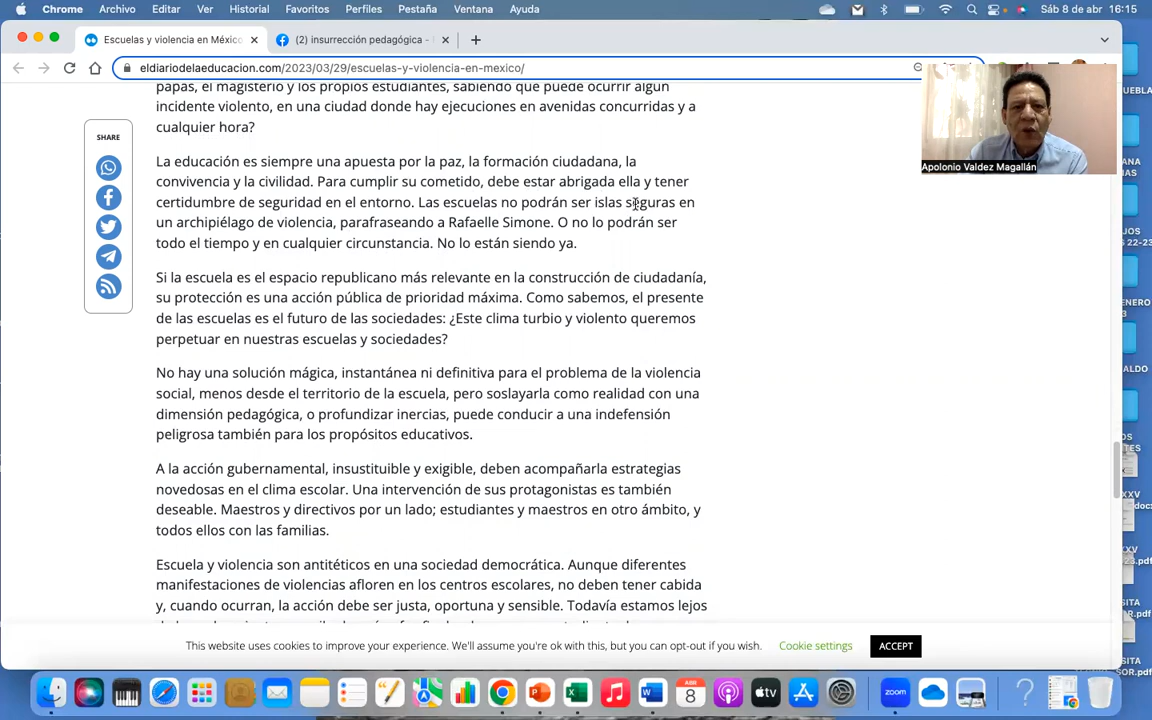 Chrome Archivo Editar Ver Historial Favoritos Perfiles Pestaña Ventana Ayuda Sáb 8 de abr 16:15
Escuelas y violencia en México (2) insurrección pedagógica -
eldiariodelaeducacion.com/2023/03/29/escuelas-y-violencia-en-mexico/
Apolonio Valdez Magallán
SHARE
papás, el magisterio y los propios estudiantes, sabiendo que puede ocurrir algún
incidente violento, en una ciudad donde hay ejecuciones en avenidas concurridas y a
cualquier hora?
La educación es siempre una apuesta por la paz, la formación ciudadana, la
convivencia y la civilidad. Para cumplir su cometido, debe estar abrigada ella y tener
certidumbre de seguridad en el entorno. Las escuelas no podrán ser islas seguras en
un archipiélago de violencia, parafraseando a Rafaelle Simone. O no lo podrán ser
todo el tiempo y en cualquier circunstancia. No lo están siendo ya.
Si la escuela es el espacio republicano más relevante en la construcción de ciudadanía,
su protección es una acción pública de prioridad máxima. Como sabemos, el presente
de las escuelas es el futuro de las sociedades: ¿Este clima turbio y violento queremos
perpetuar en nuestras escuelas y sociedades?
No hay una solución mágica, instantánea ni definitiva para el problema de la violencia
social, menos desde el territorio de la escuela, pero soslayarla como realidad con una
dimensión pedagógica, o profundizar inercias, puede conducir a una indefensión
peligrosa también para los propósitos educativos.
A la acción gubernamental, insustituible y exigible, deben acompañarla estrategias
novedosas en el clima escolar. Una intervención de sus protagonistas es también
deseable. Maestros y directivos por un lado; estudiantes y maestros en otro ámbito, y
todos ellos con las familias.
Escuela y violencia son antitéticos en una sociedad democrática. Aunque diferentes
manifestaciones de violencias afloren en los centros escolares, no deben tener cabida
y, cuando ocurran, la acción debe ser justa, oportuna y sensible. Todavía estamos lejos
This website uses cookies to improve your experience. We'll assume you're ok with this, but you can opt-out if you wish. Cookie settings ACCEPT
ABR
8
tv
zoom